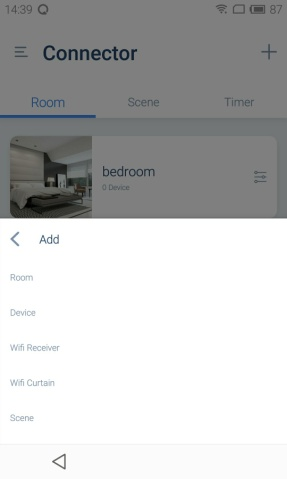 14:39 87
Connector
Room Scene Timer
bedroom
0 Device
Add
Room
Device
Wifi Receiver
Wifi Curtain
Scene